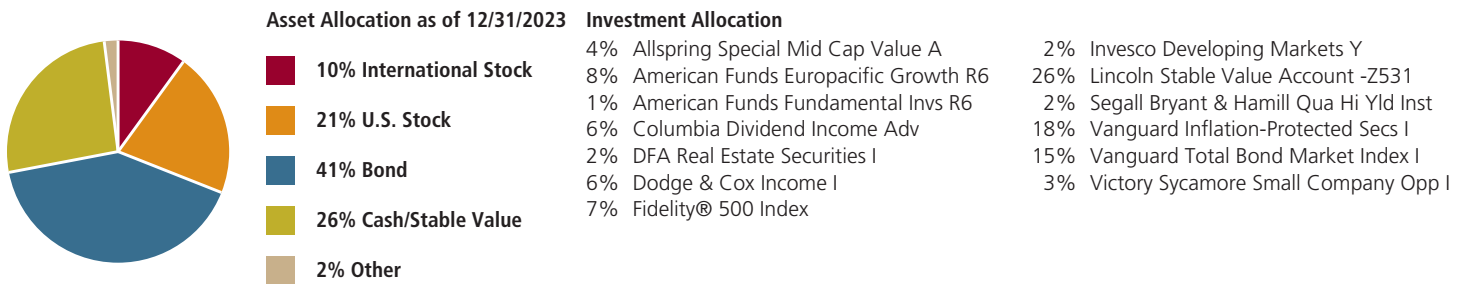 Asset Allocation as of 12/31/2023
10% International Stock
21% U.S. Stock
41% Bond
26% Cash/Stable Value
2% Other
Investment Allocation
4% Allspring Special Mid Cap Value A
8% American Funds Europacific Growth R6
1% American Funds Fundamental Invs R6
6% Columbia Dividend Income Adv
2% DFA Real Estate Securities I
6% Dodge & Cox Income I
7% Fidelity® 500 Index
2% Invesco Developing Markets Y
26% Lincoln Stable Value Account -Z531
2% Segall Bryant & Hamill Qua Hi Yld Inst
18% Vanguard Inflation-Protected Secs I
15% Vanguard Total Bond Market Index I
3% Victory Sycamore Small Company Opp I